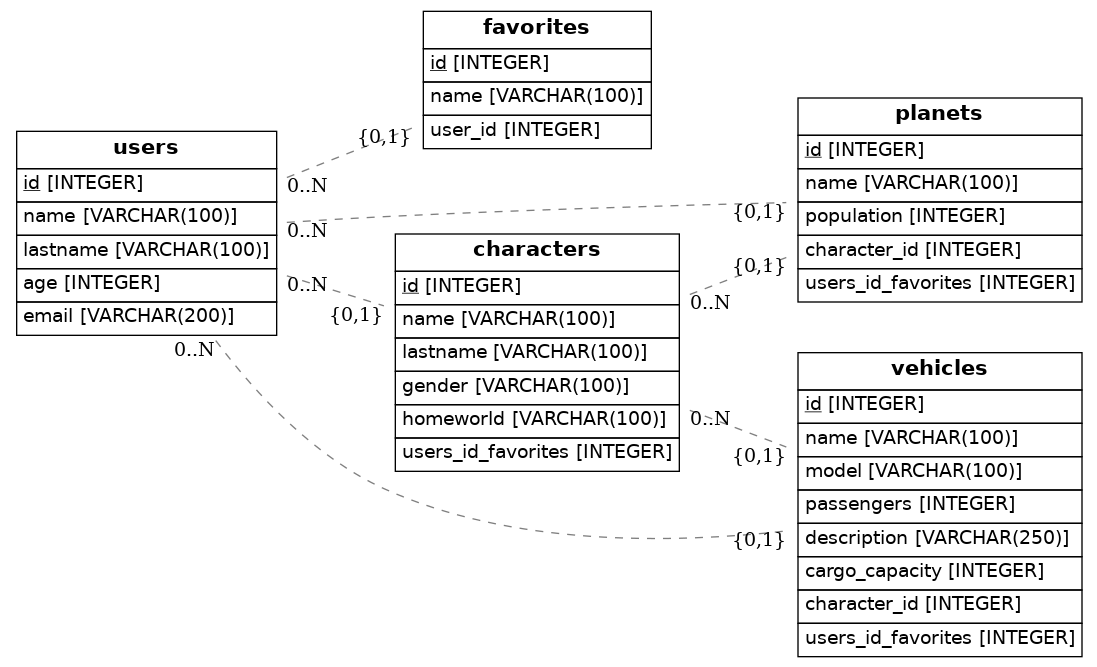 favorites
id [INTEGER]
name [VARCHAR(100)]
user_id [INTEGER]
users
id [INTEGER]
name [VARCHAR(100)]
lastname [VARCHAR(100)]
age [INTEGER]
email [VARCHAR(200)]
planets
id [INTEGER]
name [VARCHAR(100)]
population [INTEGER]
character_id [INTEGER]
users_id_favorites [INTEGER]
characters
id [INTEGER]
name [VARCHAR(100)]
lastname [VARCHAR(100)]
gender [VARCHAR(100)]
homeworld [VARCHAR(100)]
users_id_favorites [INTEGER]
vehicles
id [INTEGER]
name [VARCHAR(100)]
model [VARCHAR(100)]
passengers [INTEGER]
description [VARCHAR(250)]
cargo_capacity [INTEGER]
character_id [INTEGER]
users_id_favorites [INTEGER]
{0,1}
0..N
{0,1}
0..N
{0,1}
0..N
{0,1}
0..N
{0,1}
0..N
{0,1}
0..N